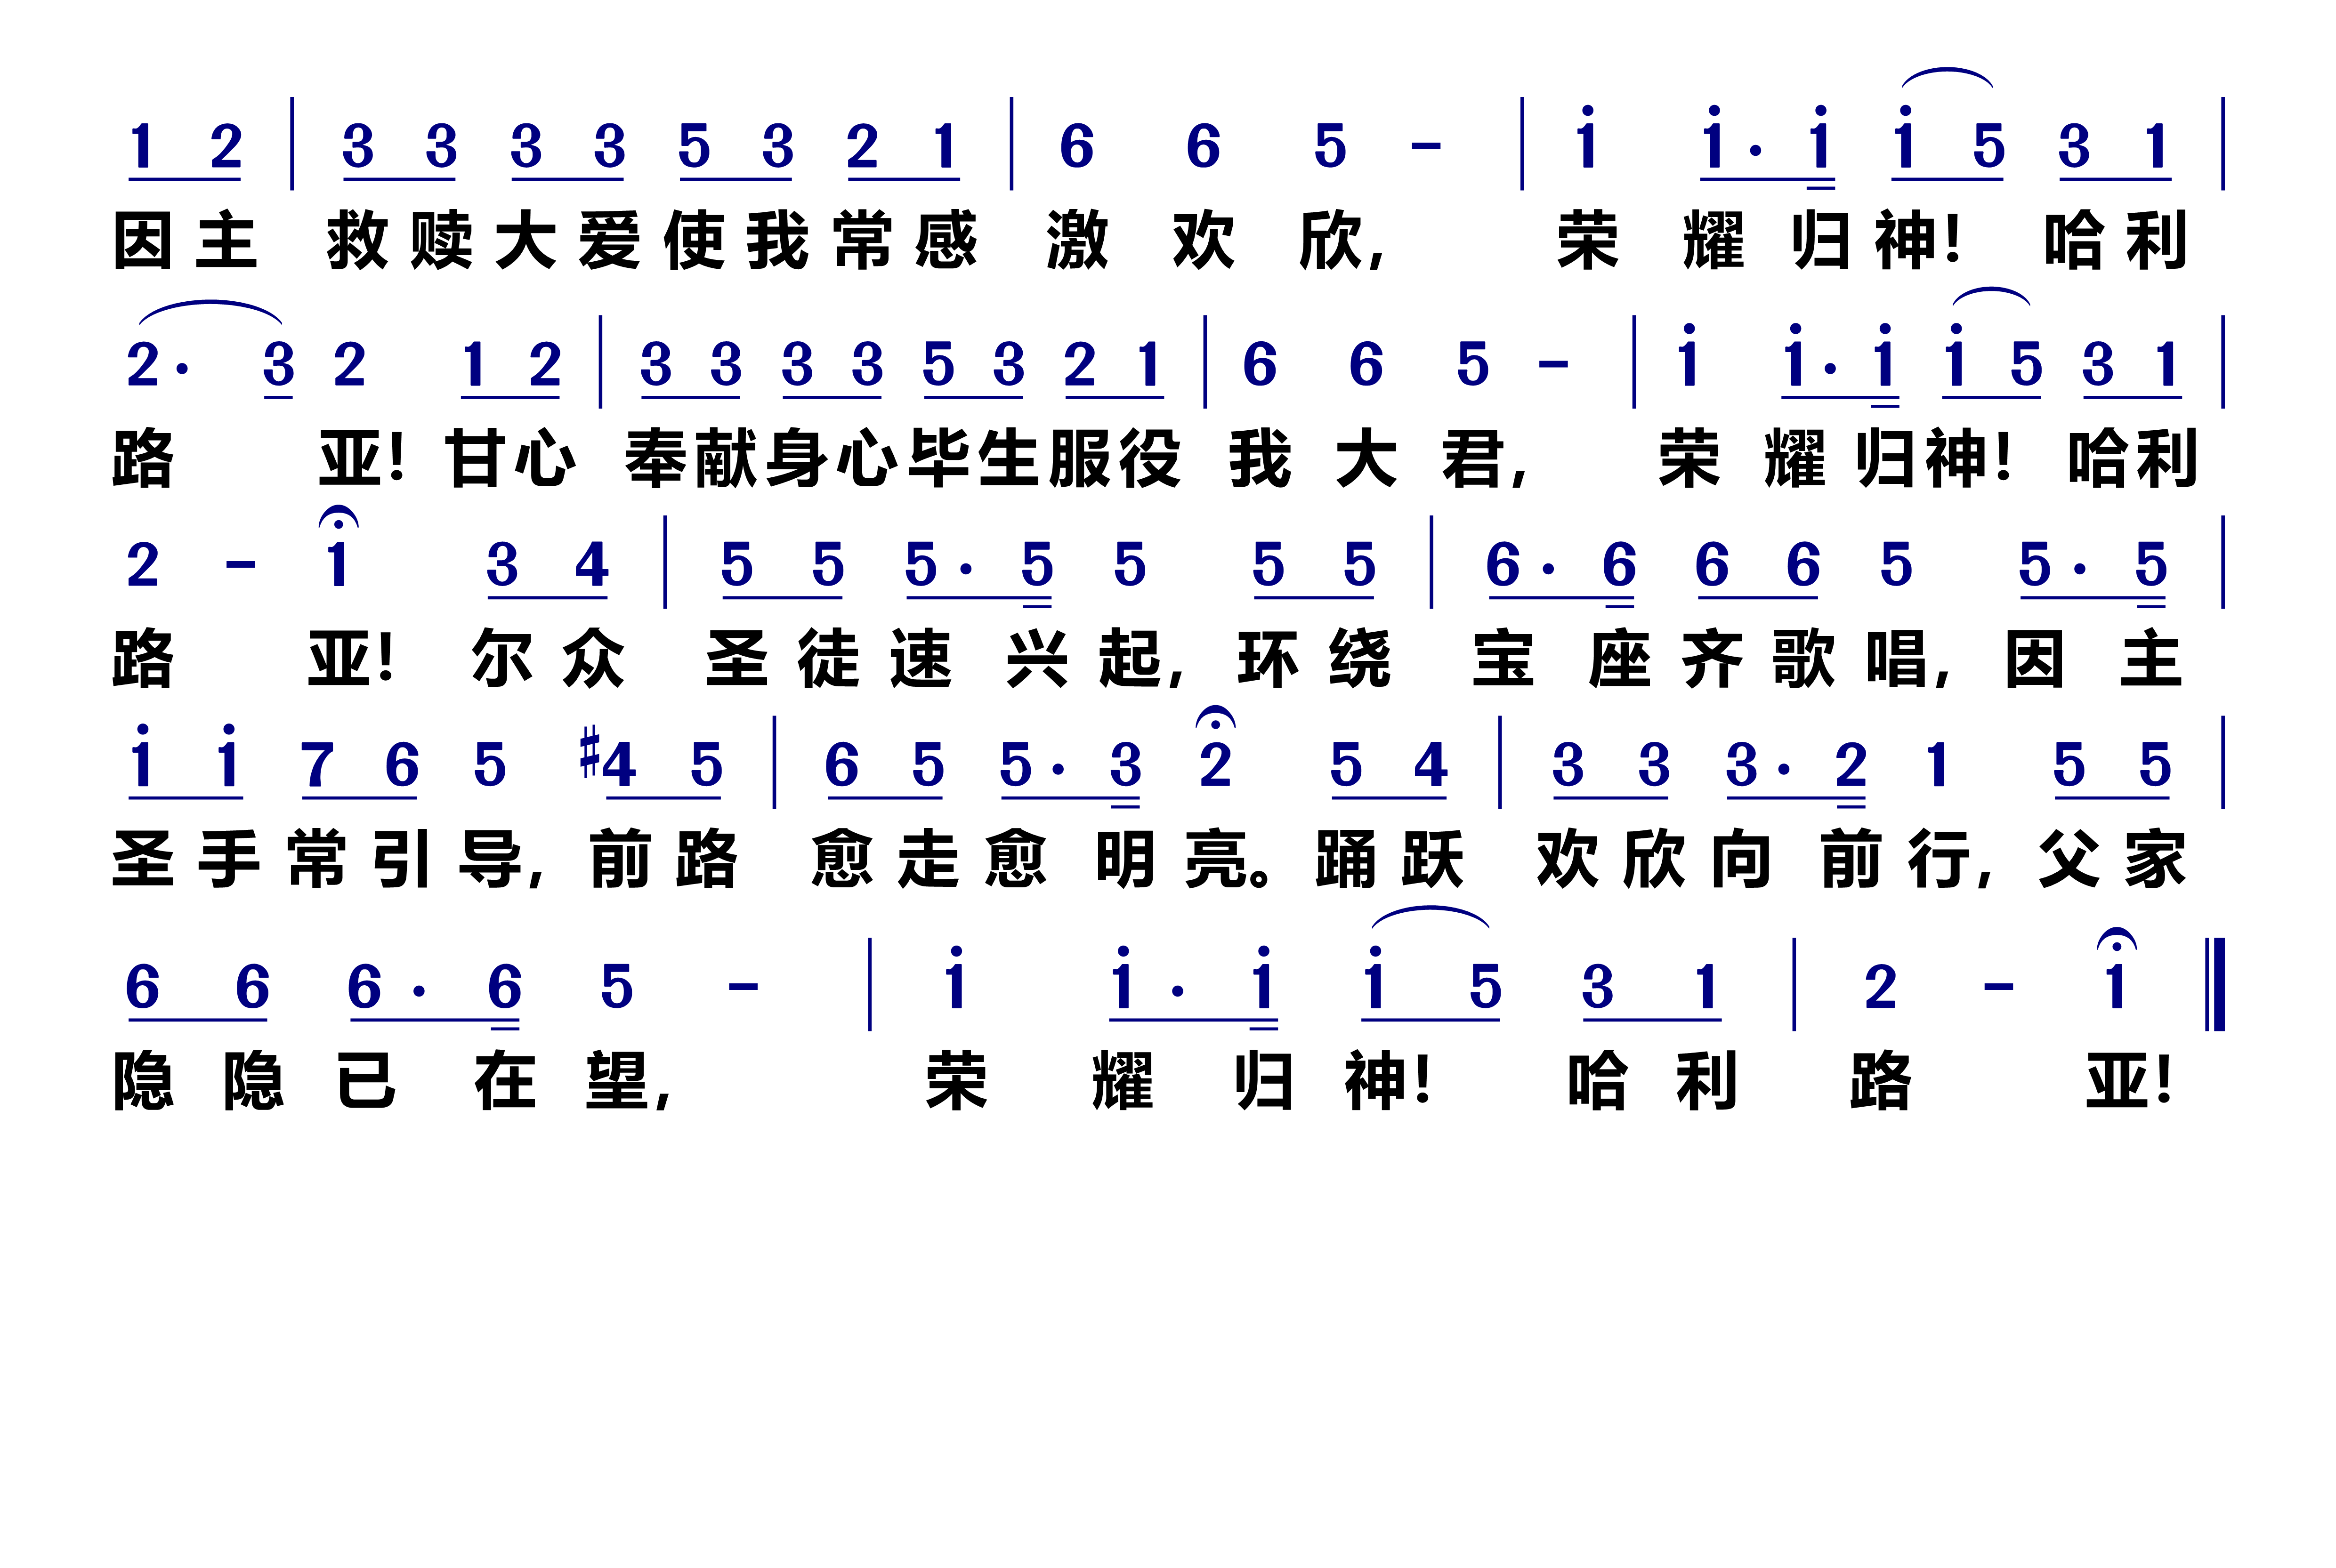 1 2 | 3 3 3 3 5 3 2 1 | 6 6 5 - | i i · i i 5 3 1 |
因主 救赎大爱使我常感 激 欢 欣, 荣 耀 归神! 哈利
2 · 3 2 1 2 | 3 3 3 3 5 3 2 1 | 6 6 5 - | i i · i i 5 3 1 |
路 亚! 甘心 奉献身心毕生服役 我 大 君, 荣 耀 归神! 哈利
2 - 1 3 4 | 5 5 5 · 5 5 5 5 | 6 · 6 6 6 5 5 · 5 |
路 亚! 尔众 圣徒速 兴起, 环绕 宝 座齐歌唱, 因 主
i i 7 6 5 #4 5 | 6 5 5 · 3 2 5 4 | 3 3 3 · 2 1 5 5 |
圣手常引导, 前路 愈走愈 明亮。踊跃 欢欣向 前行, 父家
6 6 6 · 6 5 - | i i · i i 5 3 1 | 2 - 1 ‖
隐隐已 在望, 荣 耀 归神! 哈利 路 亚!